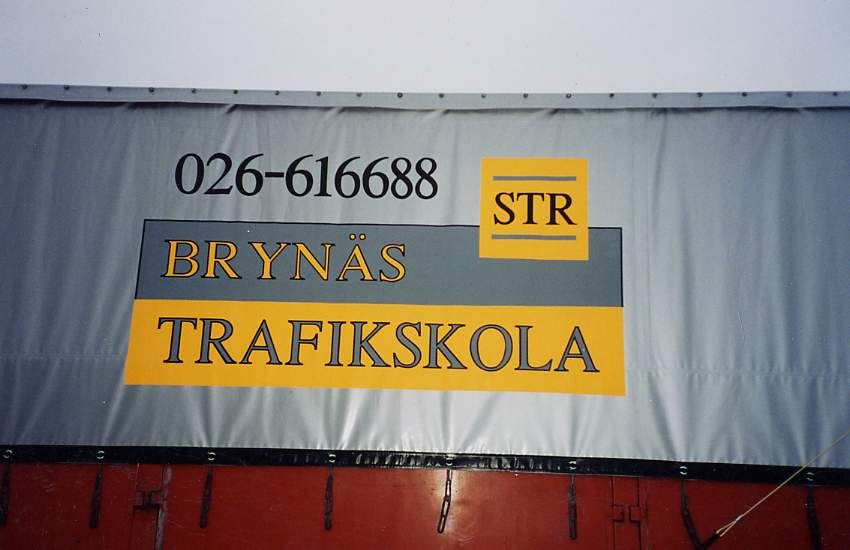 026-616688
STR
BRYNÄS
TRAFIKSKOLA